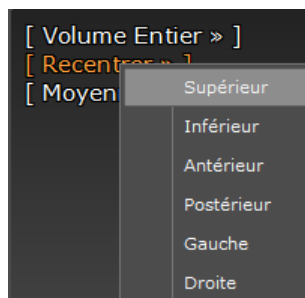 [ Volume Entier » ]
[ Recentrer » ]
[ Moyen
Supérieur
Inférieur
Antérieur
Postérieur
Gauche
Droite